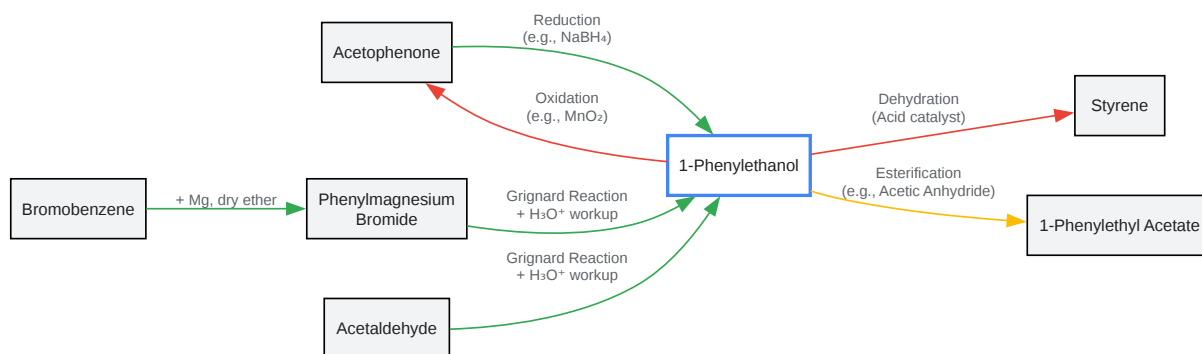 Reduction
(e.g., NaBH₄)
Acetophenone
Oxidation
(e.g., MnO₂)
Dehydration
(Acid catalyst)
Styrene
1-Phenylethanol
Bromobenzene
+ Mg, dry ether
Phenylmagnesium
Bromide
Grignard Reaction
+ H₃O⁺ workup
Esterification
(e.g., Acetic Anhydride)
1-Phenylethyl Acetate
Grignard Reaction
+ H₃O⁺ workup
Acetaldehyde